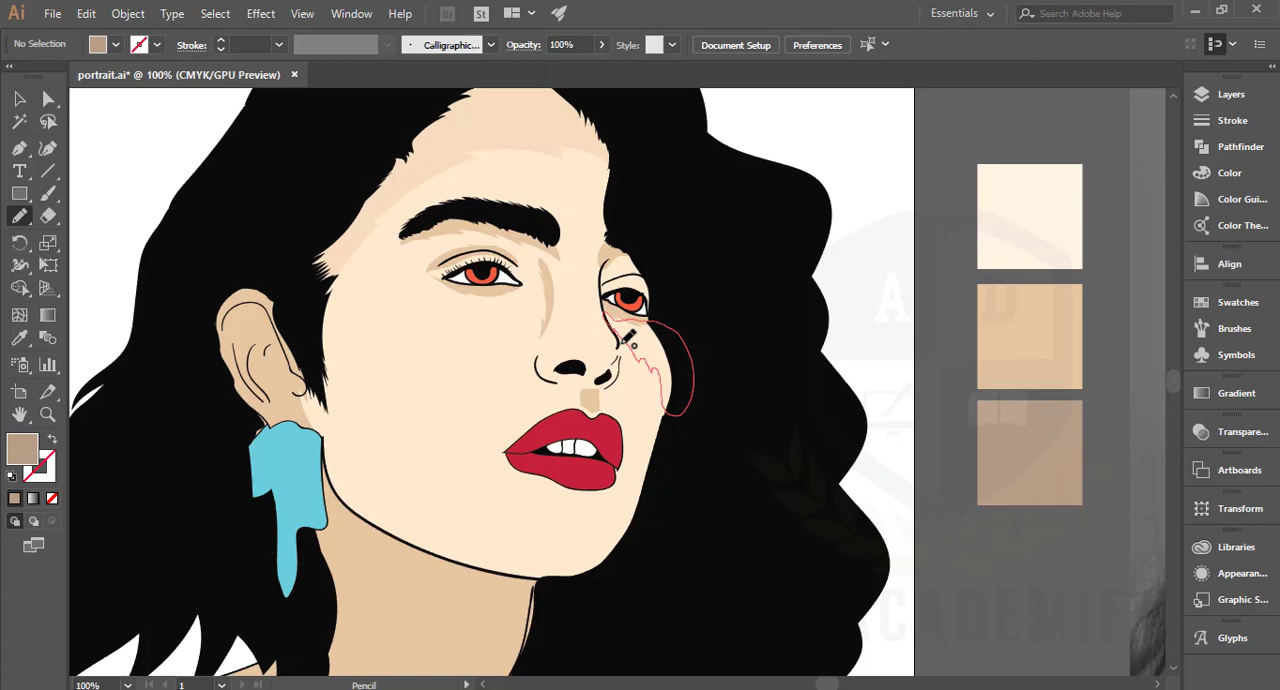 Ai File Edit Object Type Select Effect View Window Help Br St Essentials Search Adobe Help
No Selection Stroke: Calligraphic... Opacity: 100% Style: Document Setup Preferences
portrait.ai* @ 100% (CMYK/GPU Preview)
Layers
Stroke
Pathfinder
Color
Color Gui...
Color The...
Align
Swatches
Brushes
Symbols
Gradient
Transpare...
Artboards
Transform
Libraries
Appearan...
Graphic S...
Glyphs
100% 1 Pencil